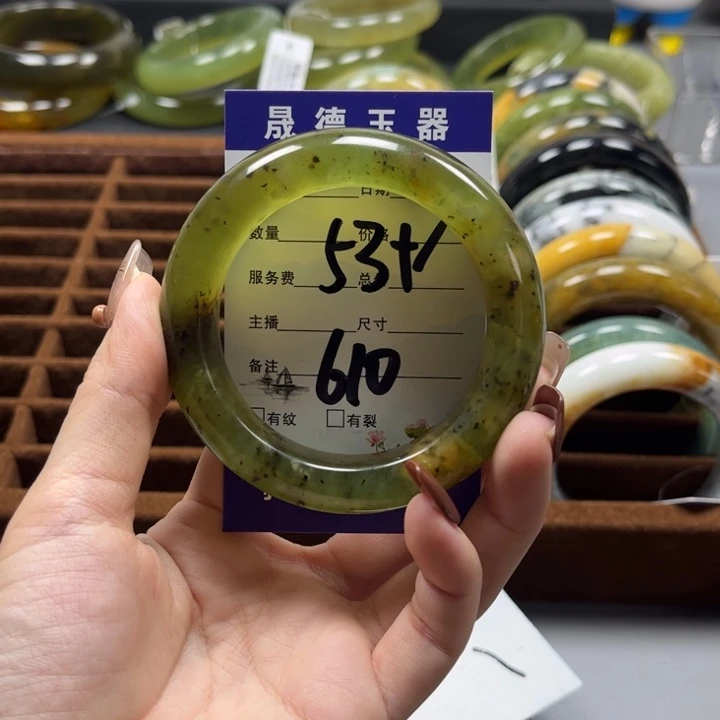 晟德玉器
日期
数量 价格
53+
服务费
主播 尺寸
610
备注
有纹 有裂